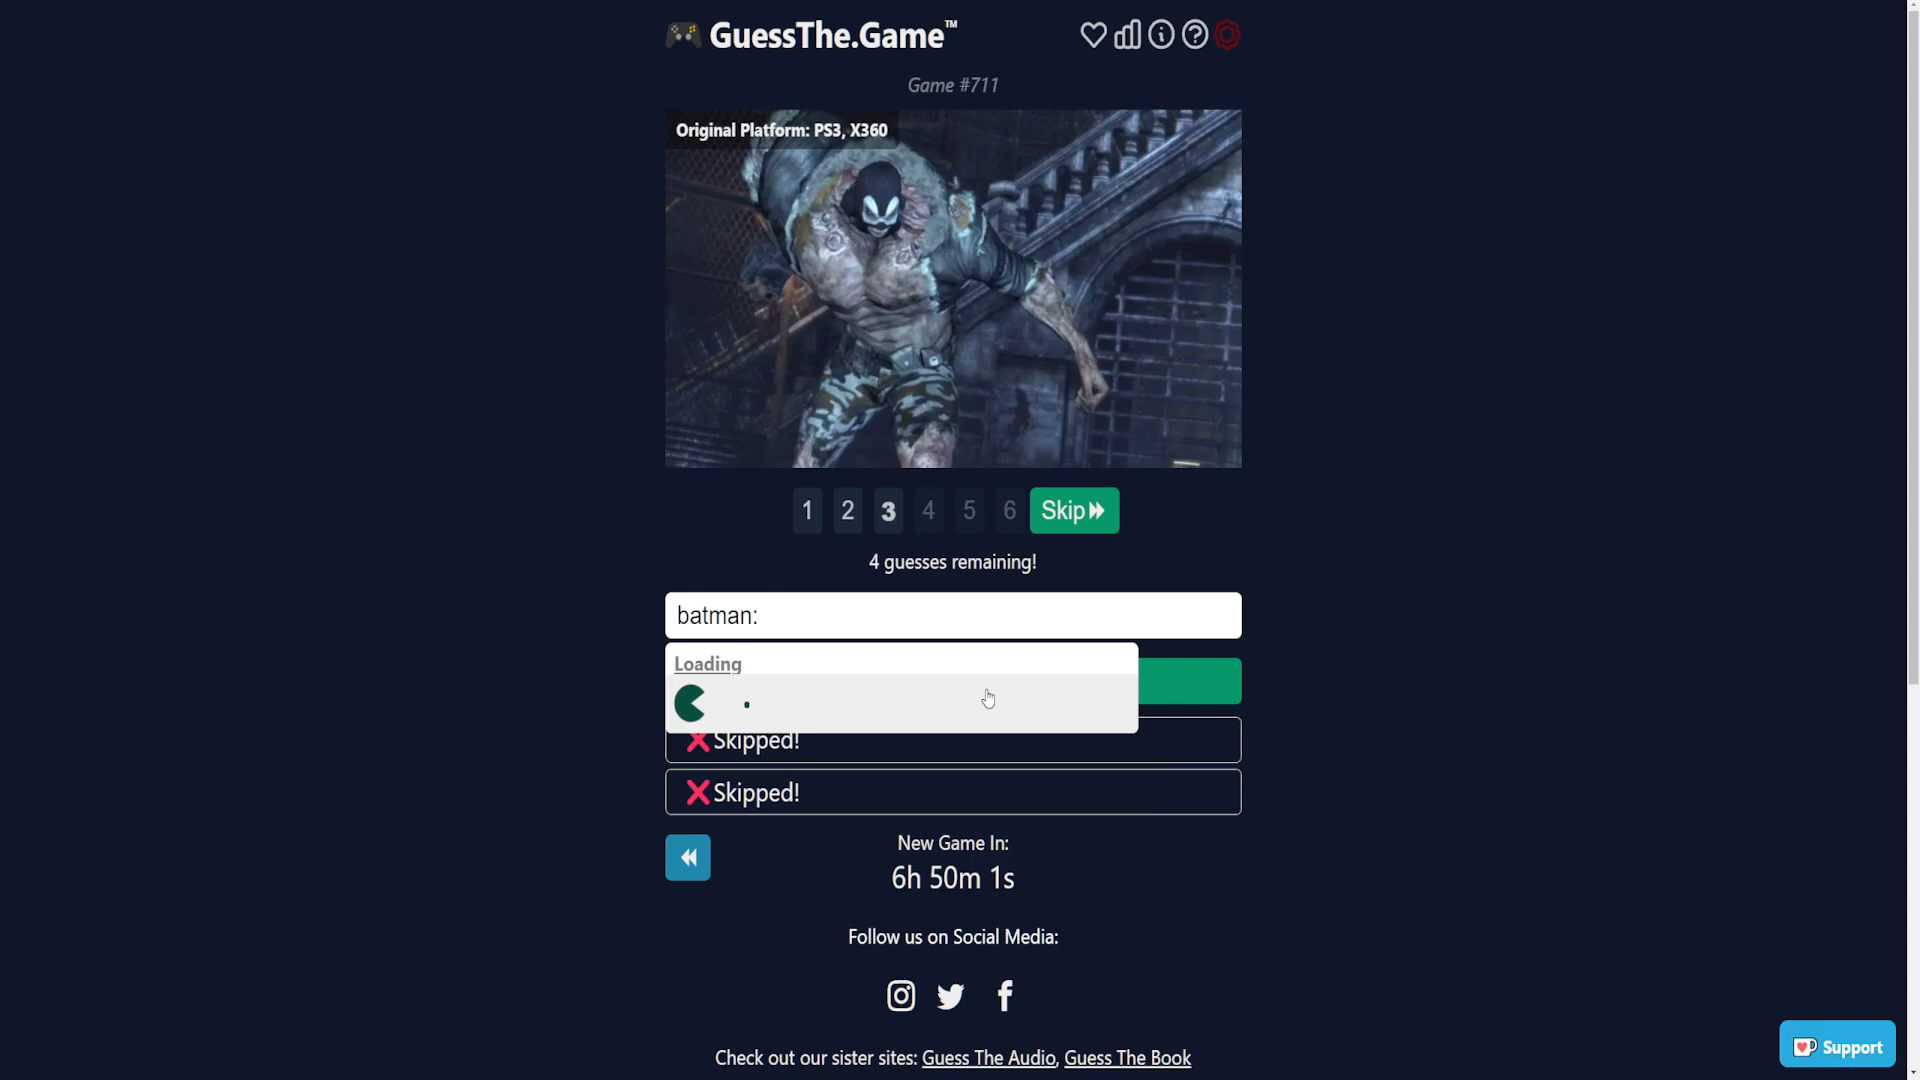 GuessThe.Game™
Game #711
Original Platform: PS3, X360
1 2 3 4 5 6 Skip
4 guesses remaining!
batman:
Loading
Skipped!
Skipped!
New Game In:
6h 50m 1s
Follow us on Social Media:
Check out our sister sites: Guess The Audio, Guess The Book
Support